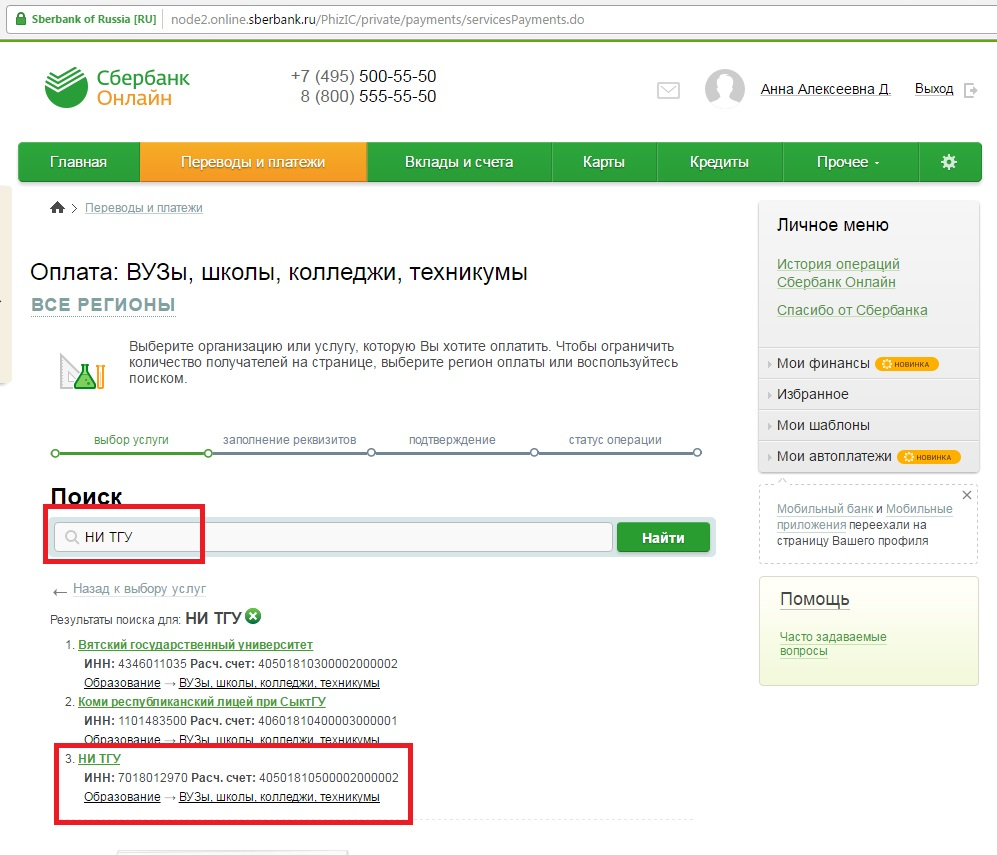 Sberbank of Russia [RU] node2.online.sberbank.ru/PhizIC/private/payments/servicesPayments.do
Сбербанк
Онлайн
+7 (495) 500-55-50
8 (800) 555-55-50
Анна Алексеевна Д. Выход
Главная Переводы и платежи Вклады и счета Карты Кредиты Прочее
Переводы и платежи
Оплата: ВУЗы, школы, колледжи, техникумы
ВСЕ РЕГИОНЫ
Выберите организацию или услугу, которую Вы хотите оплатить. Чтобы ограничить
количество получателей на странице, выберите регион оплаты или воспользуйтесь
поиском.
выбор услуги заполнение реквизитов подтверждение статус операции
Поиск
НИ ТГУ Найти
← Назад к выбору услуг
Результаты поиска для: НИ ТГУ
1. Вятский государственный университет
ИНН: 4346011035 Расч. счет: 40501810300002000002
Образование → ВУЗы, школы, колледжи, техникумы
2. Коми республиканский лицей при СыктГУ
ИНН: 1101483500 Расч. счет: 40601810400003000001
Образование → ВУЗы, школы, колледжи, техникумы
3. НИ ТГУ
ИНН: 7018012970 Расч. счет: 40501810500002000002
Образование → ВУЗы, школы, колледжи, техникумы
Личное меню
История операций
Сбербанк Онлайн
Спасибо от Сбербанка
Мои финансы НОВИНКА
Избранное
Мои шаблоны
Мои автоплатежи НОВИНКА
Мобильный банк и Мобильные
приложения переехали на
страницу Вашего профиля
Помощь
Часто задаваемые
вопросы